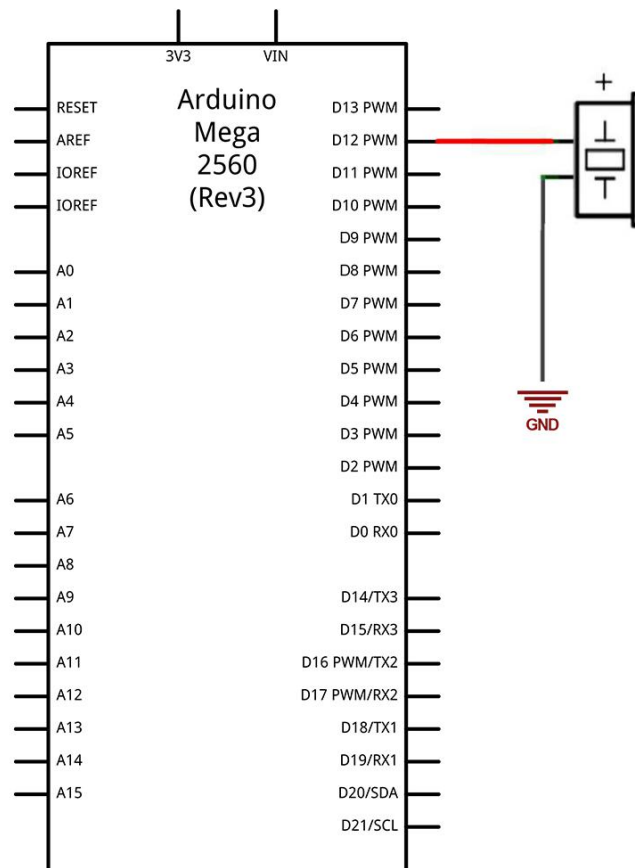 3V3
VIN
Arduino
Mega
2560
(Rev3)
RESET
AREF
IOREF
IOREF
A0
A1
A2
A3
A4
A5
A6
A7
A8
A9
A10
A11
A12
A13
A14
A15
D13 PWM
D12 PWM
D11 PWM
D10 PWM
D9 PWM
D8 PWM
D7 PWM
D6 PWM
D5 PWM
D4 PWM
D3 PWM
D2 PWM
D1 TX0
D0 RX0
D14/TX3
D15/RX3
D16 PWM/TX2
D17 PWM/RX2
D18/TX1
D19/RX1
D20/SDA
D21/SCL
+
GND